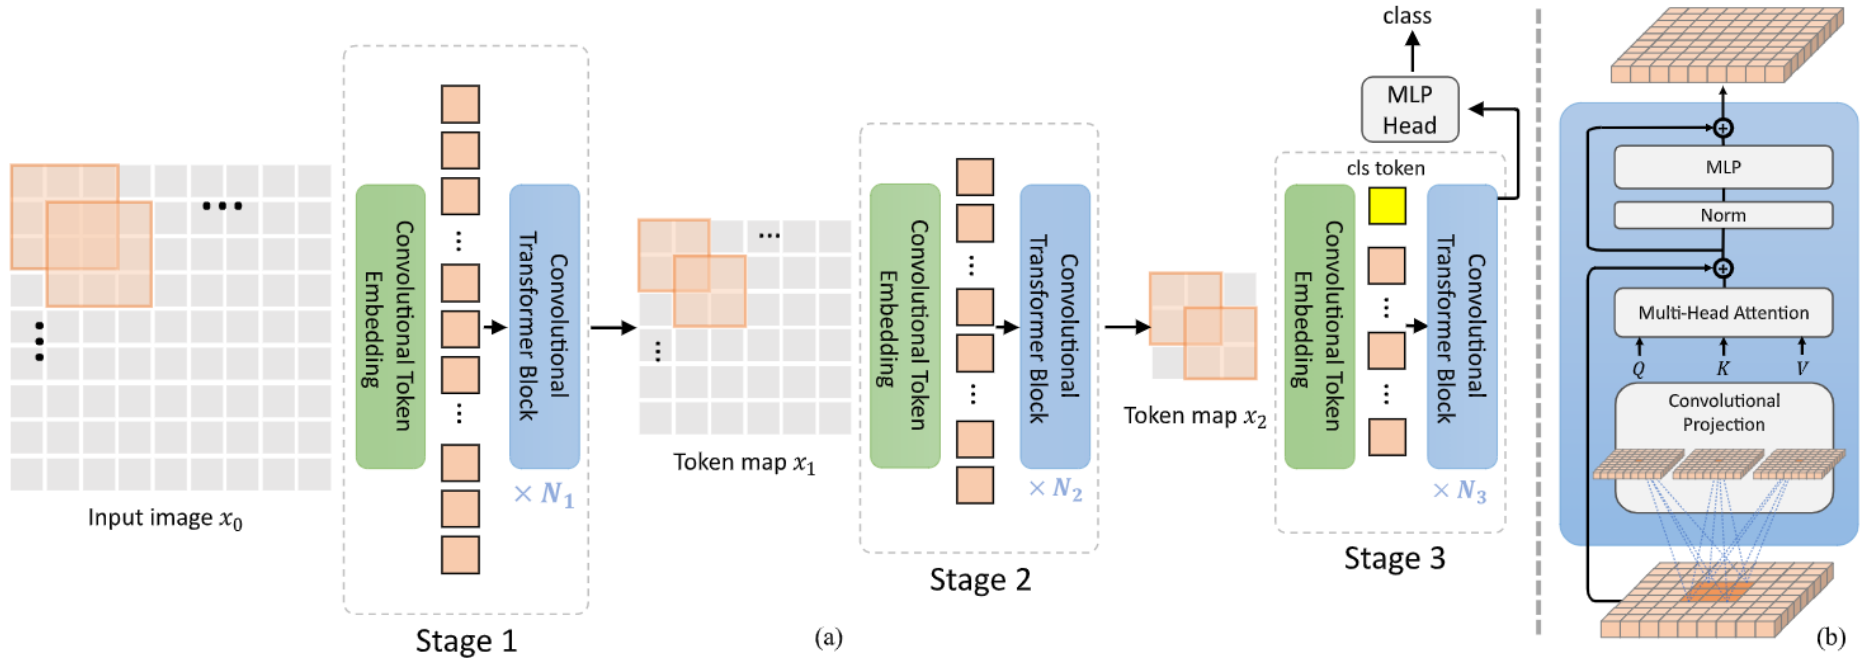 Input image x₀
Convolutional Token
Embedding
...
...
Convolutional
Transformer Block
× N₁
Stage 1
...
...
Token map x₁
Convolutional Token
Embedding
...
...
Convolutional
Transformer Block
× N₂
Stage 2
Token map x₂
class
MLP
Head
cls token
Convolutional Token
Embedding
...
...
Convolutional
Transformer Block
× N₃
Stage 3
(a)
MLP
Norm
Multi-Head Attention
Q K V
Convolutional
Projection
(b)